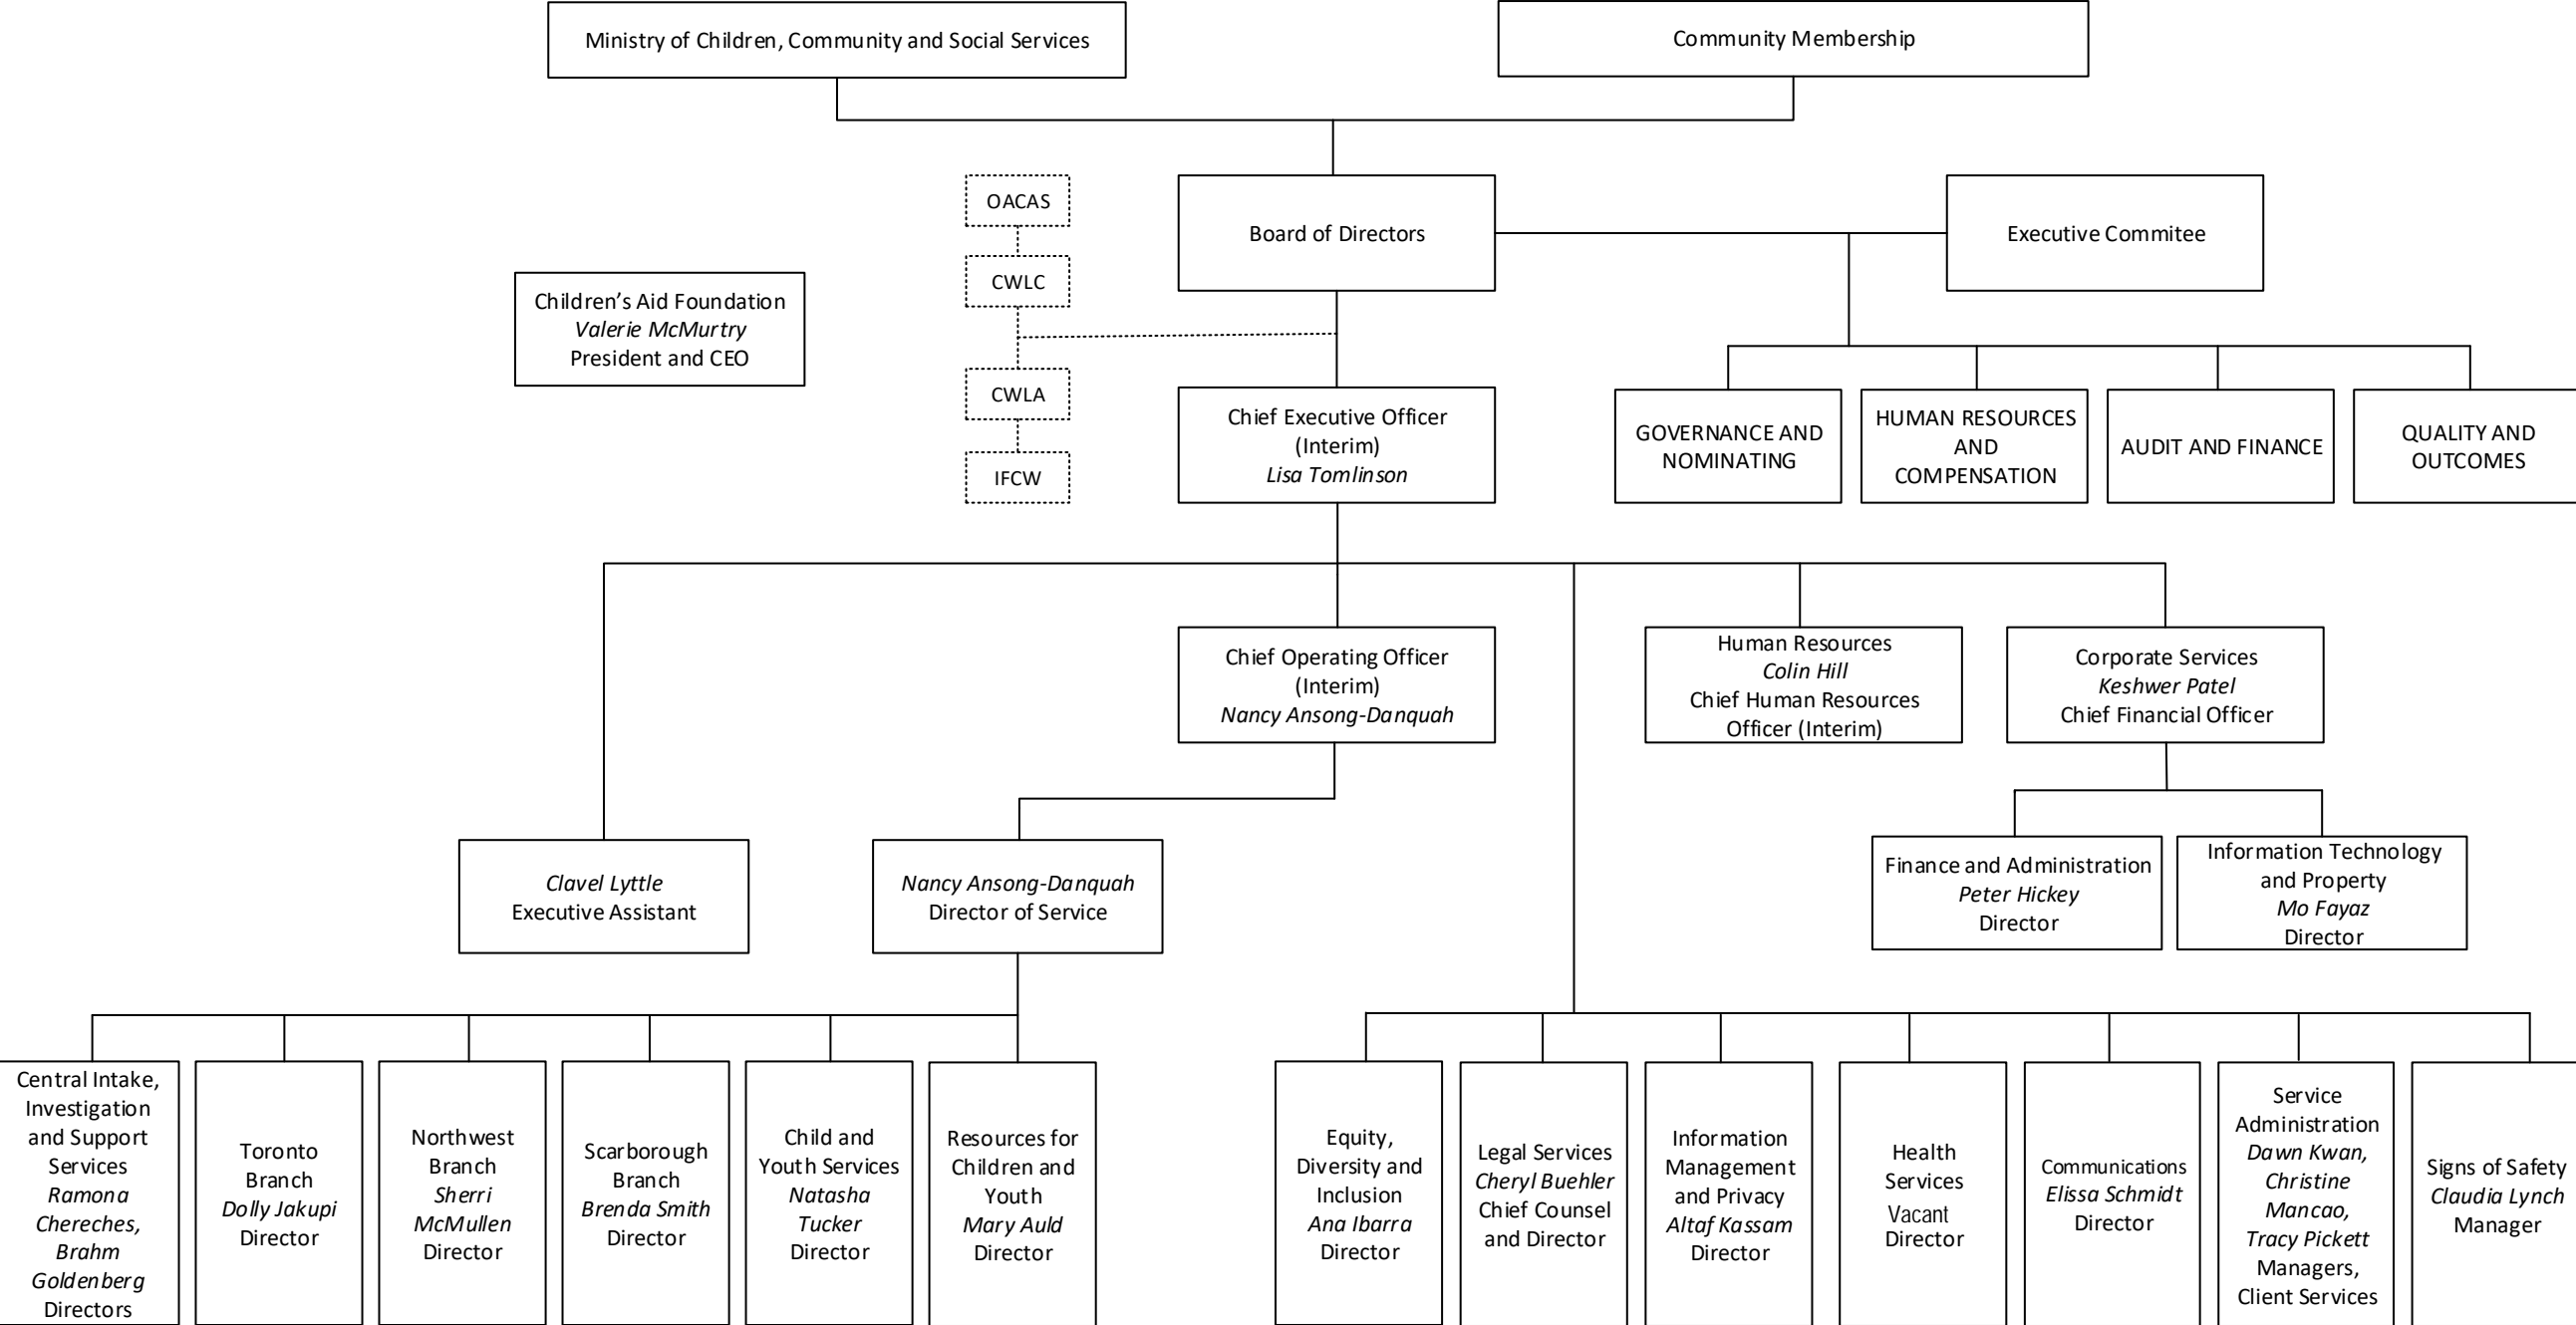 Ministry of Children, Community and Social Services
Community Membership
OACAS
CWLC
CWLA
IFCW
Board of Directors
Executive Commitee
Children’s Aid Foundation
Valerie McMurtry
President and CEO
Chief Executive Officer
(Interim)
Lisa Tomlinson
GOVERNANCE AND
NOMINATING
HUMAN RESOURCES
AND
COMPENSATION
AUDIT AND FINANCE
QUALITY AND
OUTCOMES
Chief Operating Officer
(Interim)
Nancy Ansong-Danquah
Human Resources
Colin Hill
Chief Human Resources
Officer (Interim)
Corporate Services
Keshwer Patel
Chief Financial Officer
Clavel Lyttle
Executive Assistant
Nancy Ansong-Danquah
Director of Service
Finance and Administration
Peter Hickey
Director
Information Technology
and Property
Mo Fayaz
Director
Central Intake,
Investigation
and Support
Services
Ramona
Chereches,
Brahm
Goldenberg
Directors
Toronto
Branch
Dolly Jakupi
Director
Northwest
Branch
Sherri
McMullen
Director
Scarborough
Branch
Brenda Smith
Director
Child and
Youth Services
Natasha
Tucker
Director
Resources for
Children and
Youth
Mary Auld
Director
Equity,
Diversity and
Inclusion
Ana Ibarra
Director
Legal Services
Cheryl Buehler
Chief Counsel
and Director
Information
Management
and Privacy
Altaf Kassam
Director
Health
Services
Vacant
Director
Communications
Elissa Schmidt
Director
Service
Administration
Dawn Kwan,
Christine
Mancao,
Tracy Pickett
Managers,
Client Services
Signs of Safety
Claudia Lynch
Manager